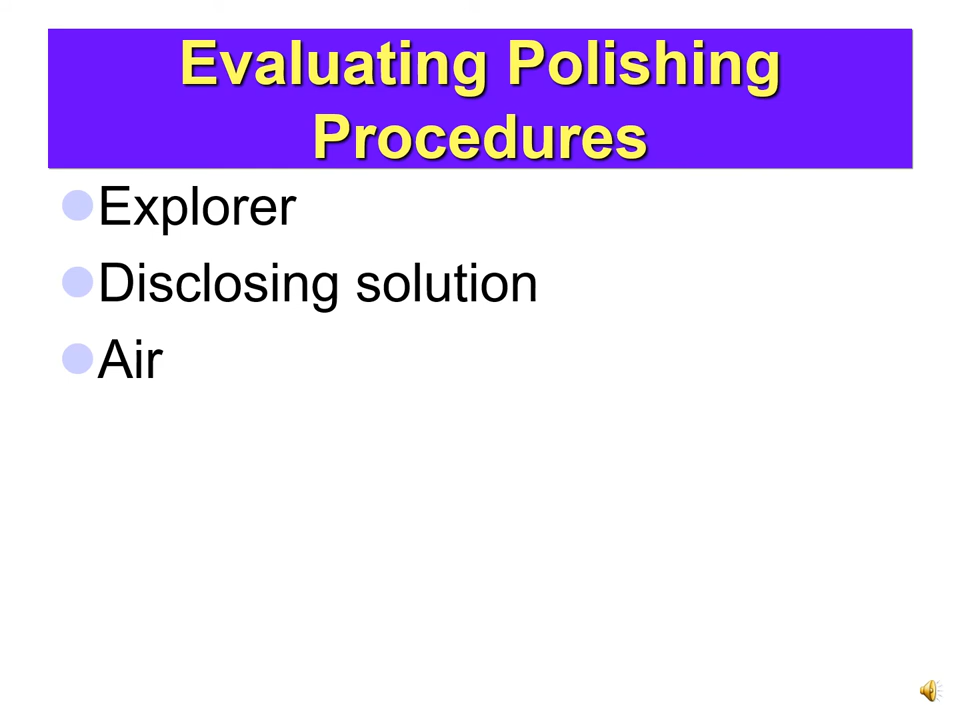 Evaluating Polishing
Procedures
Explorer
Disclosing solution
Air